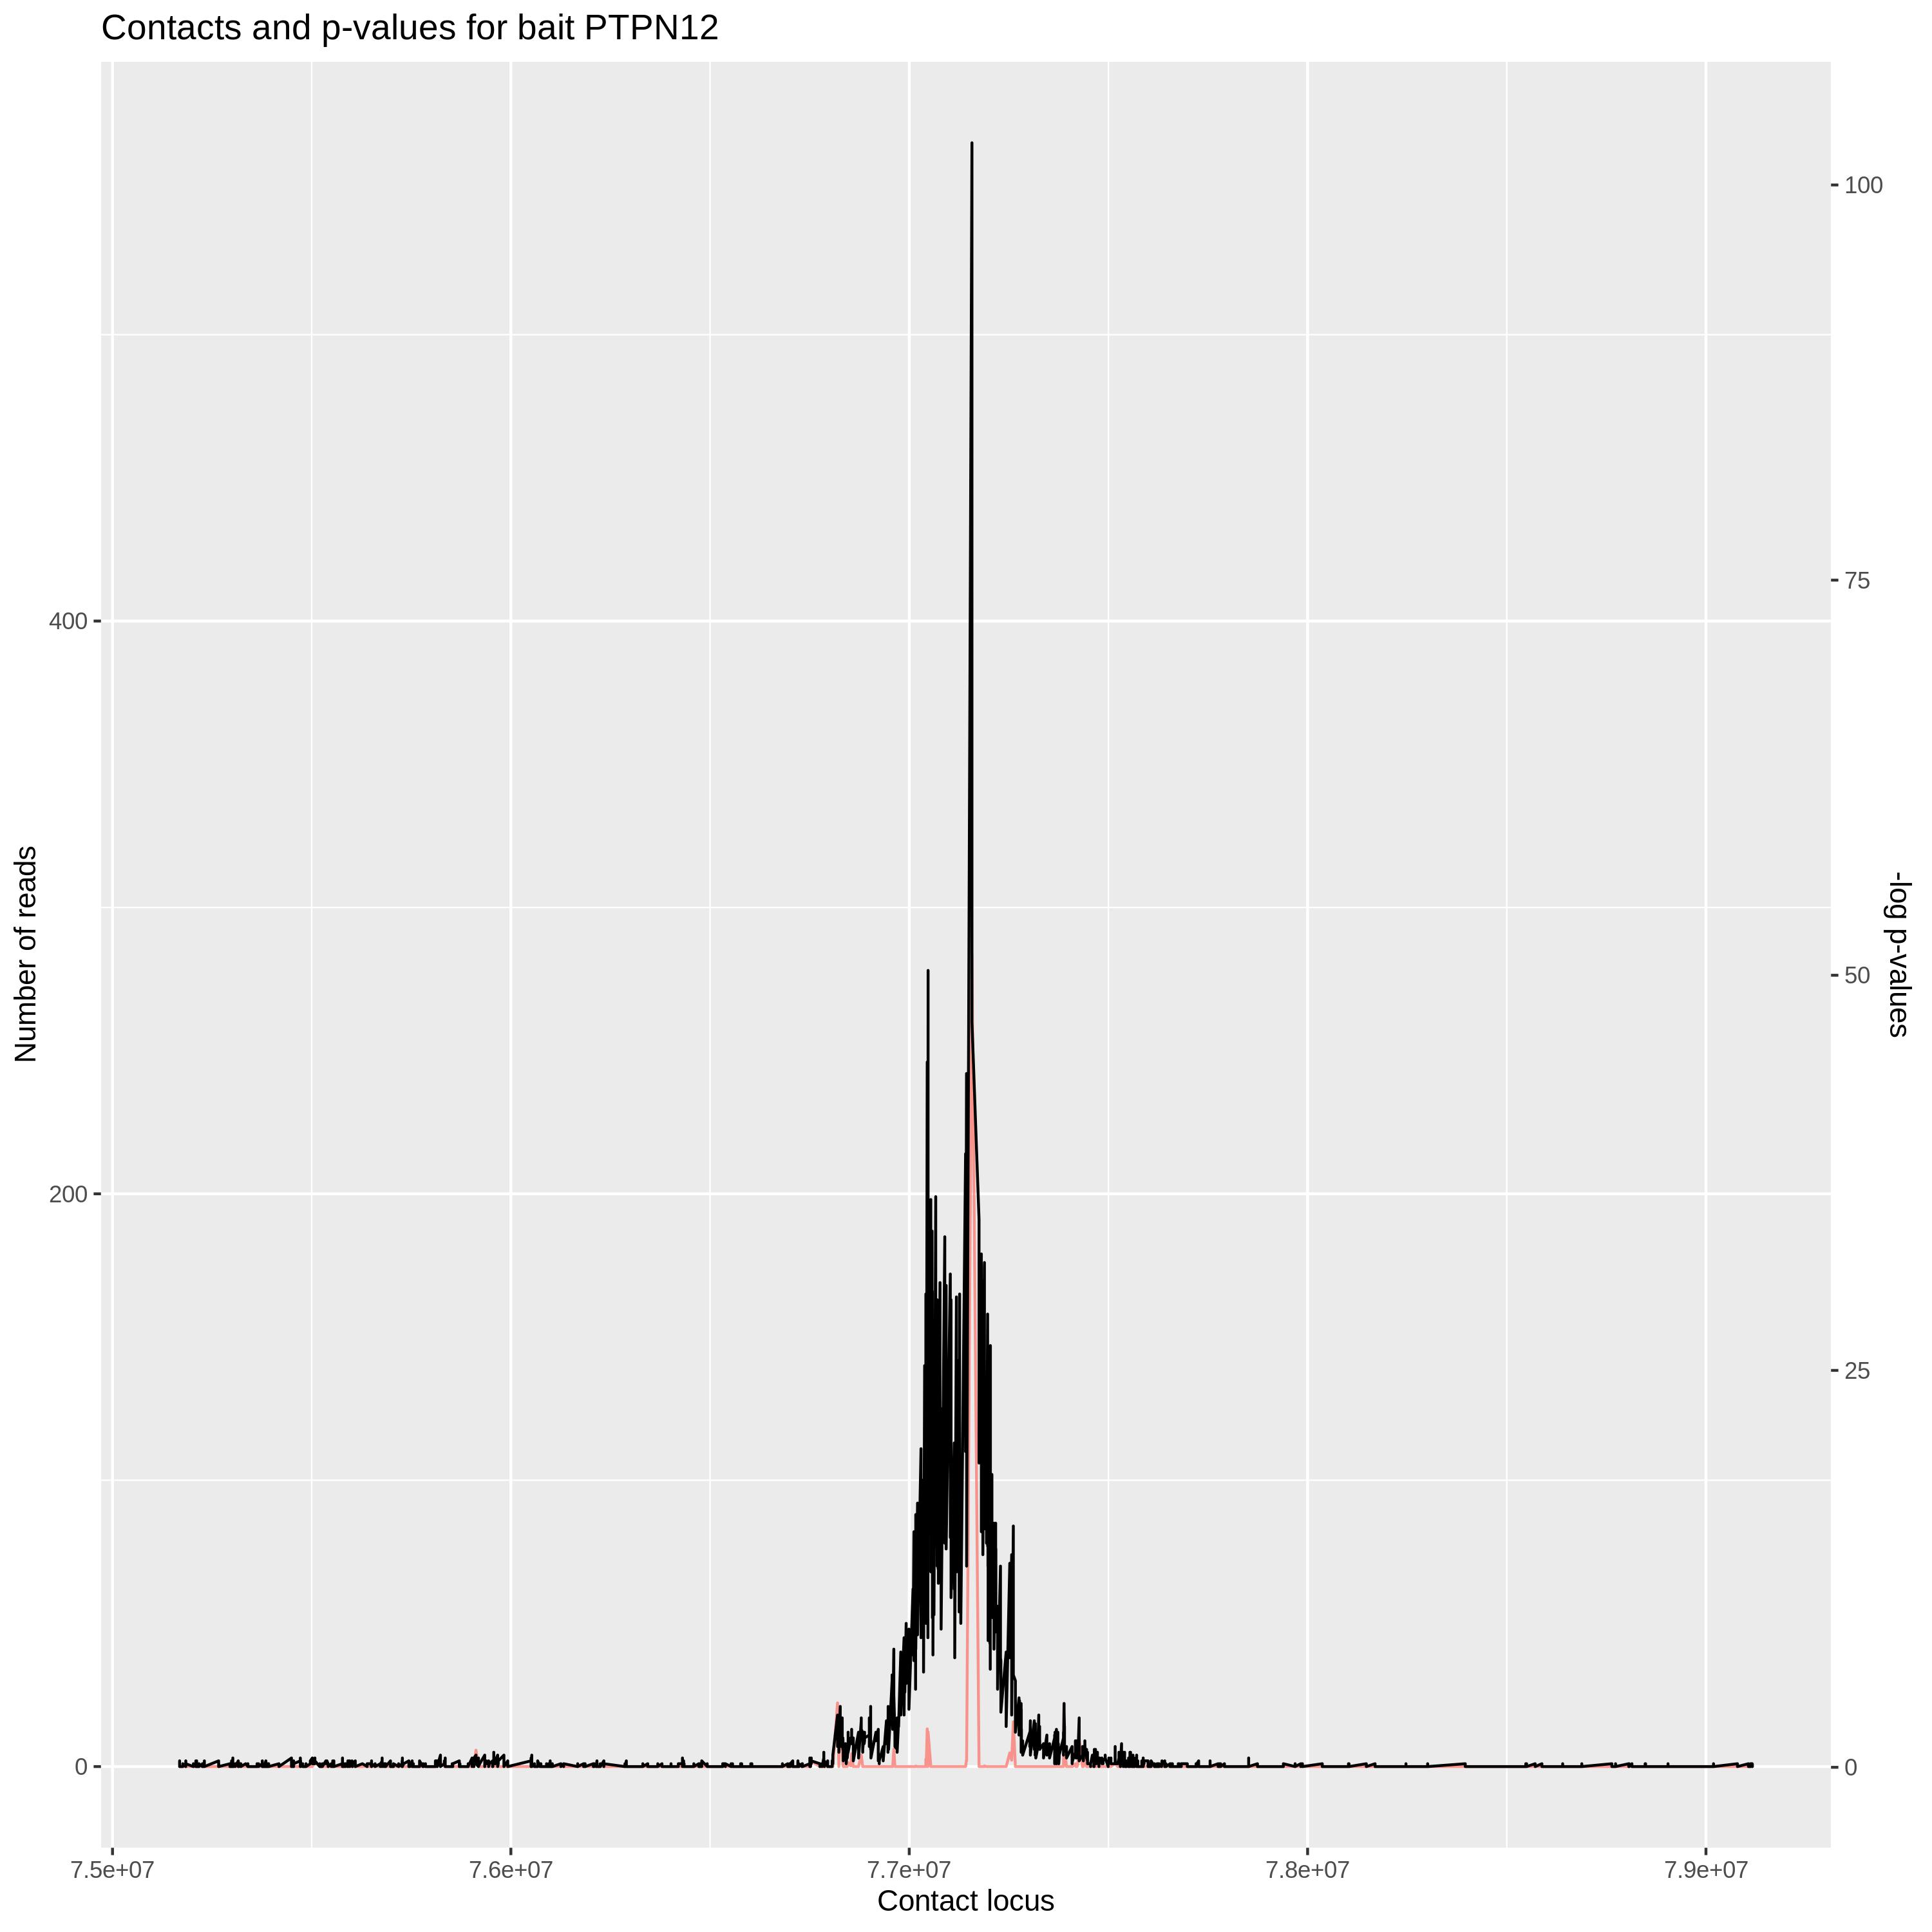 Contacts and p-values for bait PTPN12
Number of reads
400
200
0
100
75
50
25
0
-log p-values
7.5e+07
7.6e+07
7.7e+07
7.8e+07
7.9e+07
Contact locus